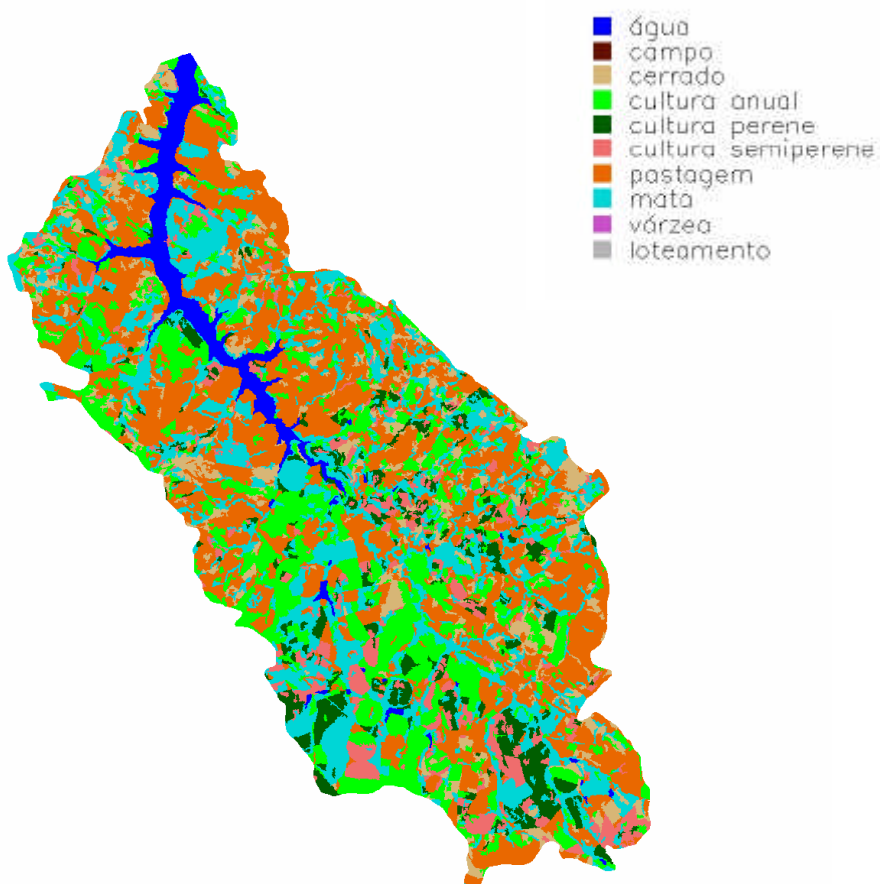 água
campo
cerrado
cultura anual
cultura perene
cultura semiperene
pastagem
mata
várzea
loteamento